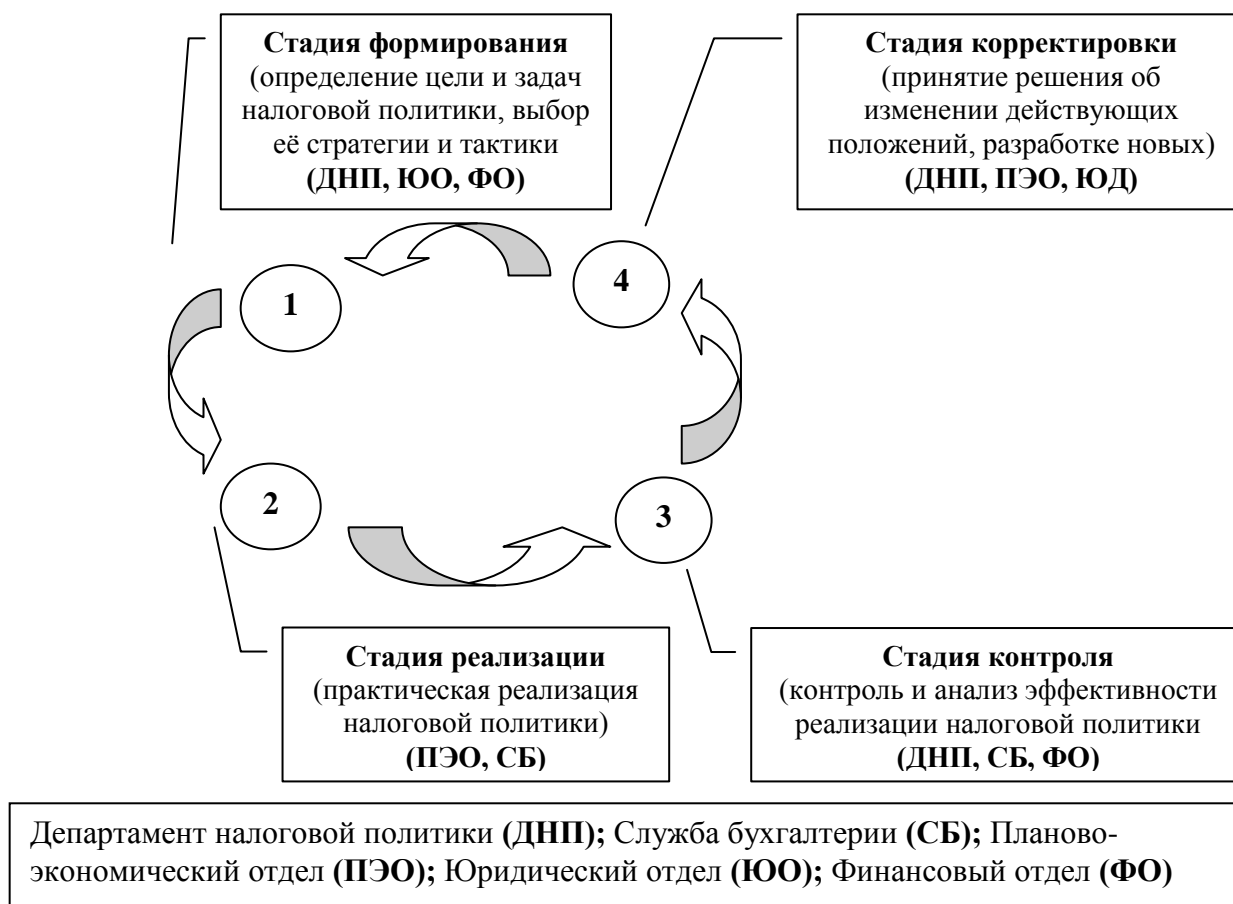 Стадия формирования
(определение цели и задач
налоговой политики, выбор
её стратегии и тактики
(ДНП, ЮО, ФО)
Стадия корректировки
(принятие решения об
изменении действующих
положений, разработке новых)
(ДНП, ПЭО, ЮД)
1
4
2
3
Стадия реализации
(практическая реализация
налоговой политики)
(ПЭО, СБ)
Стадия контроля
(контроль и анализ эффективности
реализации налоговой политики
(ДНП, СБ, ФО)
Департамент налоговой политики (ДНП); Служба бухгалтерии (СБ); Планово-
экономический отдел (ПЭО); Юридический отдел (ЮО); Финансовый отдел (ФО)